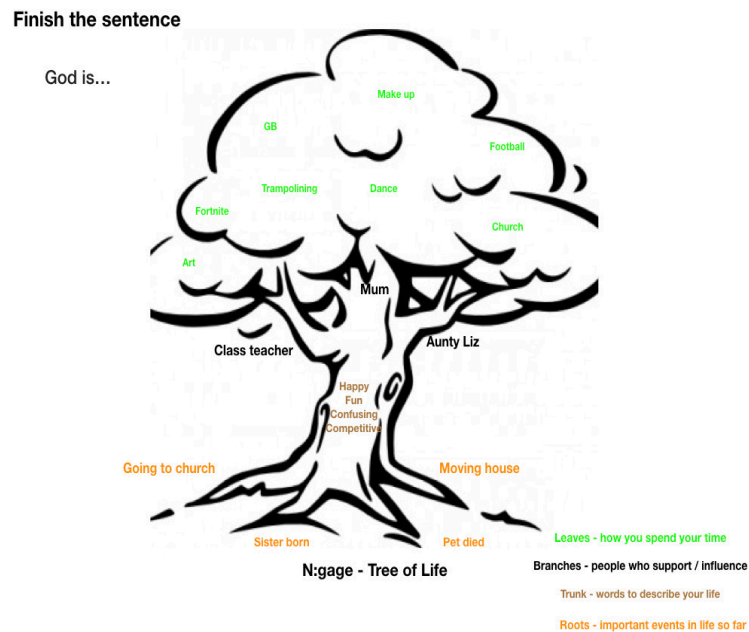 Finish the sentence
God is...
Make up
GB
Football
Trampolining
Dance
Fortnite
Church
Art
Mum
Class teacher
Aunty Liz
Happy
Fun
Confusing
Competitive
Going to church
Moving house
Sister born
Pet died
N:gage - Tree of Life
Leaves - how you spend your time
Branches - people who support / influence
Trunk - words to describe your life
Roots - important events in life so far